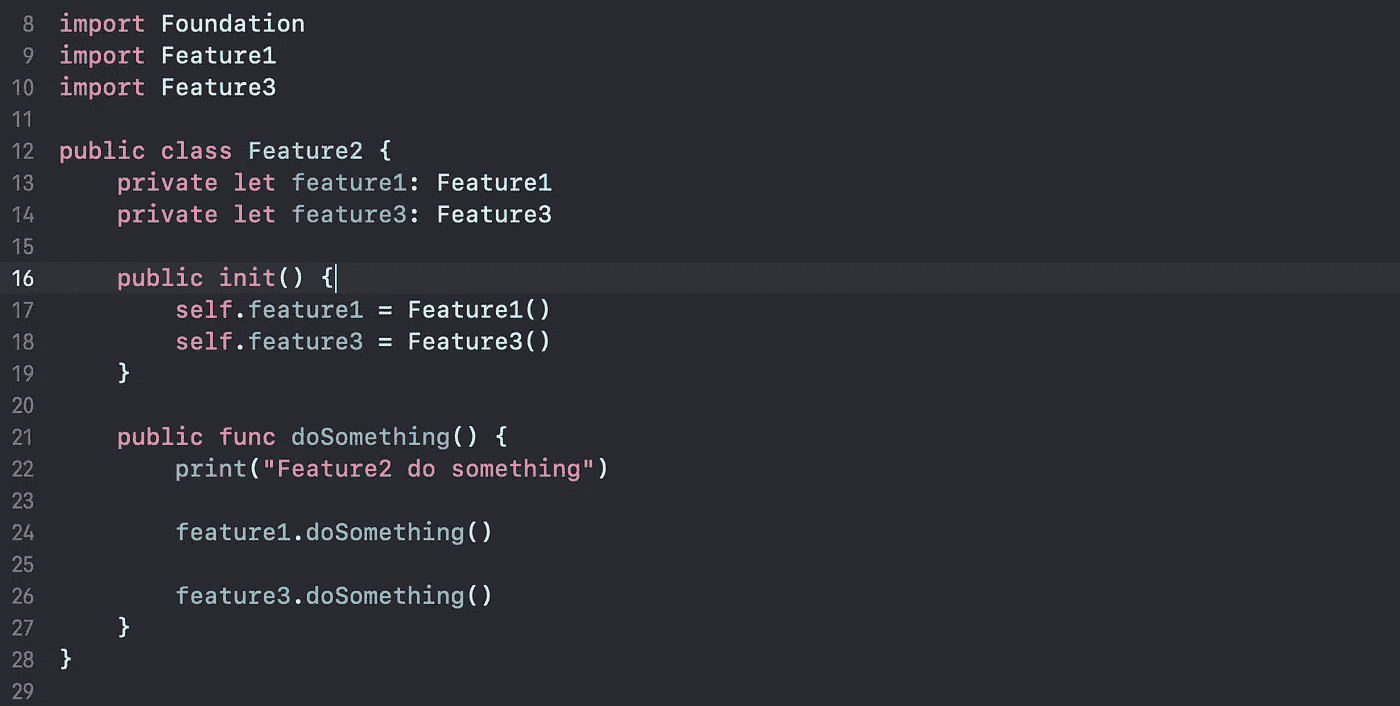 8 import Foundation
9 import Feature1
10 import Feature3
11
12 public class Feature2 {
13     private let feature1: Feature1
14     private let feature3: Feature3
15
16     public init() {
17         self.feature1 = Feature1()
18         self.feature3 = Feature3()
19     }
20
21     public func doSomething() {
22         print("Feature2 do something")
23
24         feature1.doSomething()
25
26         feature3.doSomething()
27     }
28 }
29